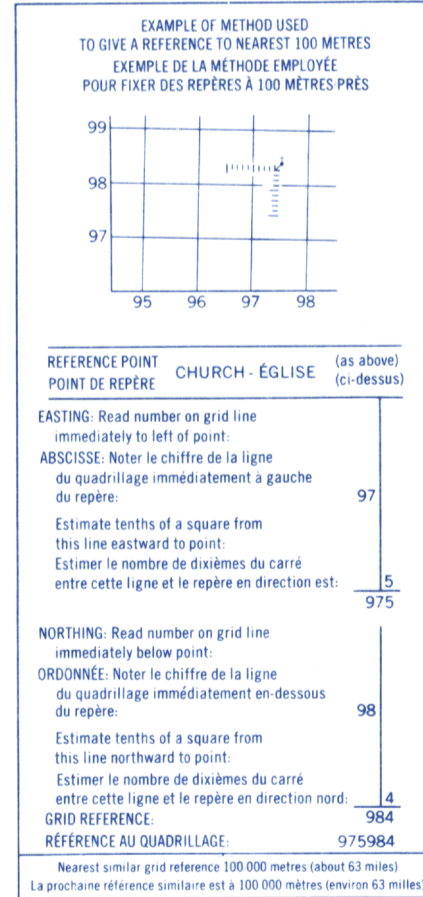 EXAMPLE OF METHOD USED
TO GIVE A REFERENCE TO NEAREST 100 METRES
EXEMPLE DE LA MÉTHODE EMPLOYÉE
POUR FIXER DES REPÈRES À 100 MÈTRES PRÈS
99
98
97
95 96 97 98
REFERENCE POINT
POINT DE REPÈRE
CHURCH - ÉGLISE
(as above)
(ci-dessus)
EASTING: Read number on grid line
immediately to left of point:
ABSCISSE: Noter le chiffre de la ligne
du quadrillage immédiatement à gauche
du repère: 97
Estimate tenths of a square from
this line eastward to point:
Estimer le nombre de dixièmes du carré
entre cette ligne et le repère en direction est: 5
975
NORTHING: Read number on grid line
immediately below point:
ORDONNÉE: Noter le chiffre de la ligne
du quadrillage immédiatement en-dessous
du repère: 98
Estimate tenths of a square from
this line northward to point:
Estimer le nombre de dixièmes du carré
entre cette ligne et le repère en direction nord: 4
GRID REFERENCE: 984
RÉFÉRENCE AU QUADRILLAGE: 975984
Nearest similar grid reference 100 000 metres (about 63 miles)
La prochaine référence similaire est à 100 000 mètres (environ 63 milles)